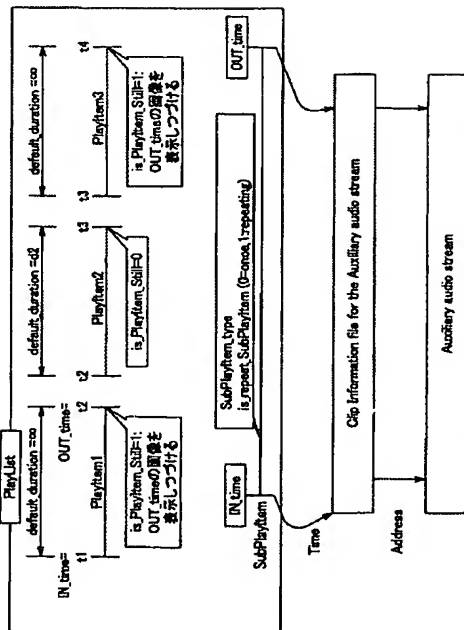 PlayList
default_duration =∞
default_duration =d2
default_duration =∞
IN_time=
OUT_time=
t1
t2
t2
t3
t3
t4
PlayItem1
PlayItem2
PlayItem3
is_PlayItem_Still=1:
OUT_timeの画像を
表示しつづける
is_PlayItem_Still=0
is_PlayItem_Still=1:
OUT_timeの画像を
表示しつづける
SubPlayItem_type
is_repeat_SubPlayItem (0=once,1:repeating)
IN_time
OUT_time
SubPlayItem
Time
Clip Information file for the Auxiliary audio stream
Address
Auxiliary audio stream